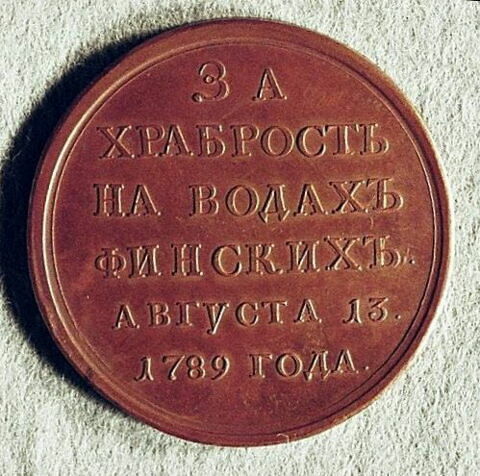 ЗА
ХРАБРОСТЬ
НА ВОДАХЪ
ФИНСКИХЪ.
АВГУСТА 13.
1789 ГОДА.